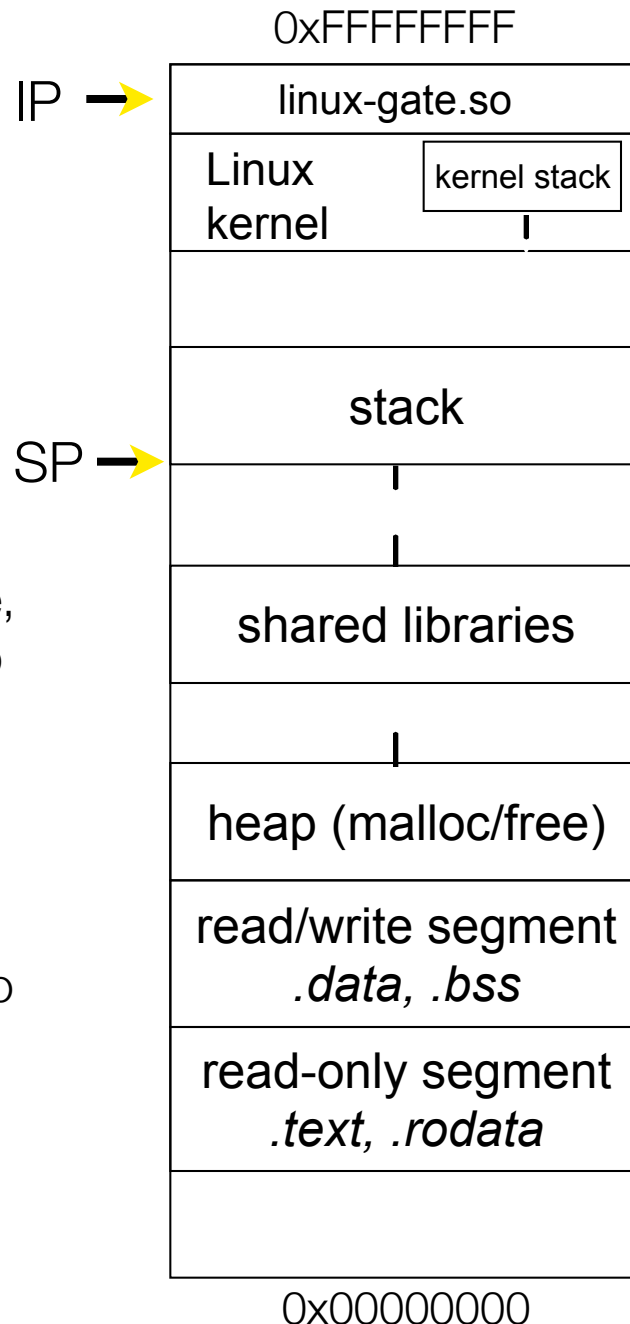 0xFFFFFFFF
IP
linux-gate.so
Linux
kernel
kernel stack
stack
SP
shared libraries
heap (malloc/free)
read/write segment
.data, .bss
read-only segment
.text, .rodata
0x00000000